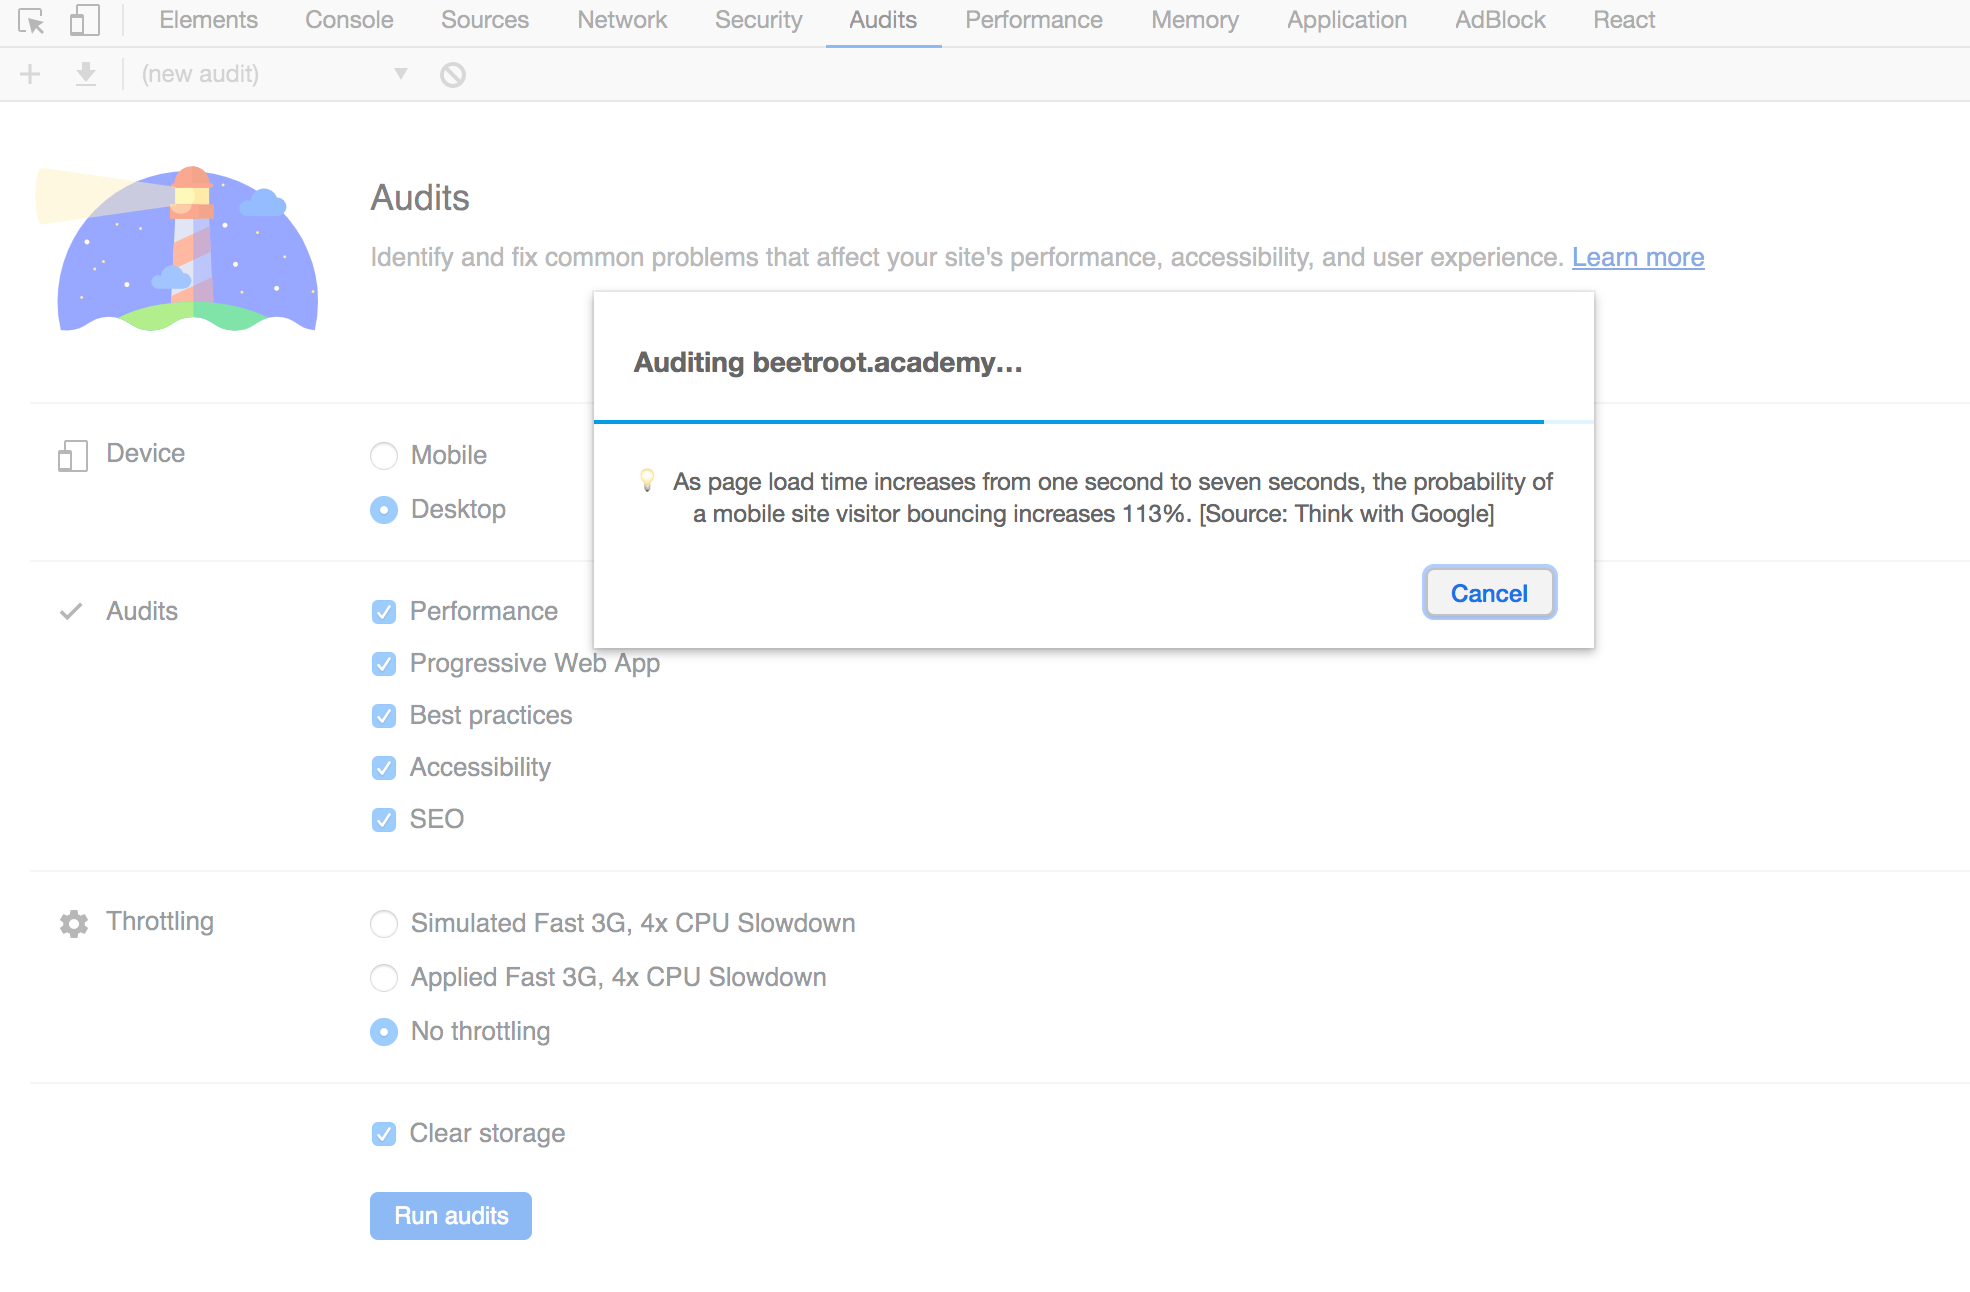 Elements Console Sources Network Security Audits Performance Memory Application AdBlock React
(new audit)
Audits
Identify and fix common problems that affect your site's performance, accessibility, and user experience. Learn more
Auditing beetroot.academy…
As page load time increases from one second to seven seconds, the probability of
a mobile site visitor bouncing increases 113%. [Source: Think with Google]
Cancel
Device
Mobile
Desktop
Audits
Performance
Progressive Web App
Best practices
Accessibility
SEO
Throttling
Simulated Fast 3G, 4x CPU Slowdown
Applied Fast 3G, 4x CPU Slowdown
No throttling
Clear storage
Run audits